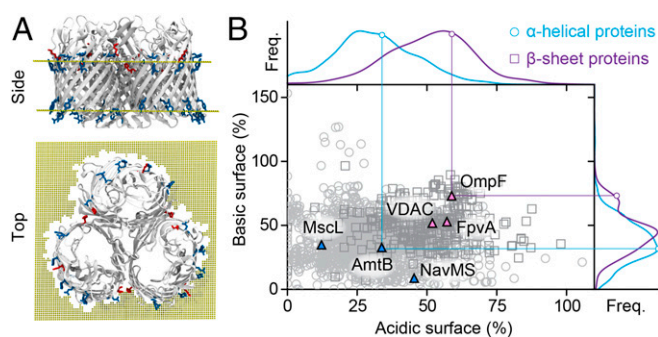 A
Side
Top
B
Freq.
α-helical proteins
β-sheet proteins
Basic surface (%)
150
100
50
0
OmpF
VDAC
MscL
FpvA
AmtB
NavMS
0
25
50
75
100
Acidic surface (%)
Freq.